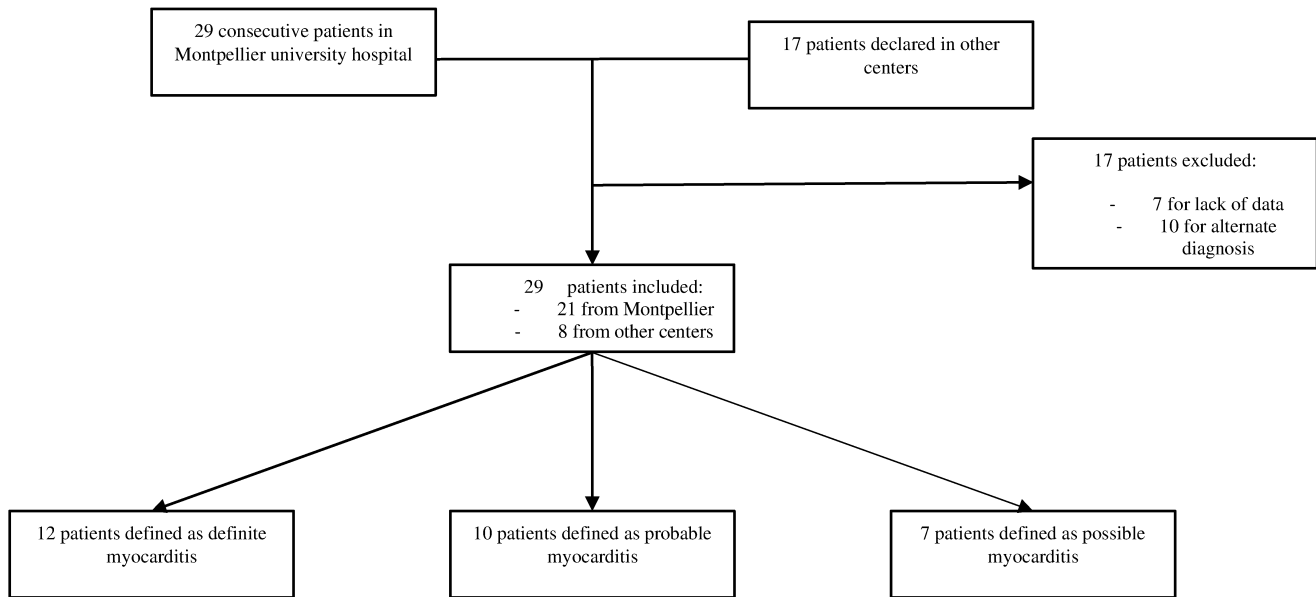 29 consecutive patients in
Montpellier university hospital
17 patients declared in other
centers
17 patients excluded:
- 7 for lack of data
- 10 for alternate
diagnosis
29 patients included:
- 21 from Montpellier
- 8 from other centers
12 patients defined as definite
myocarditis
10 patients defined as probable
myocarditis
7 patients defined as possible
myocarditis